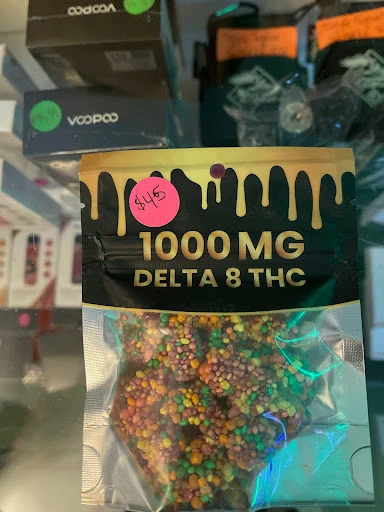 VOOPOO
VOOPOO
$45
1000 MG
DELTA 8 THC